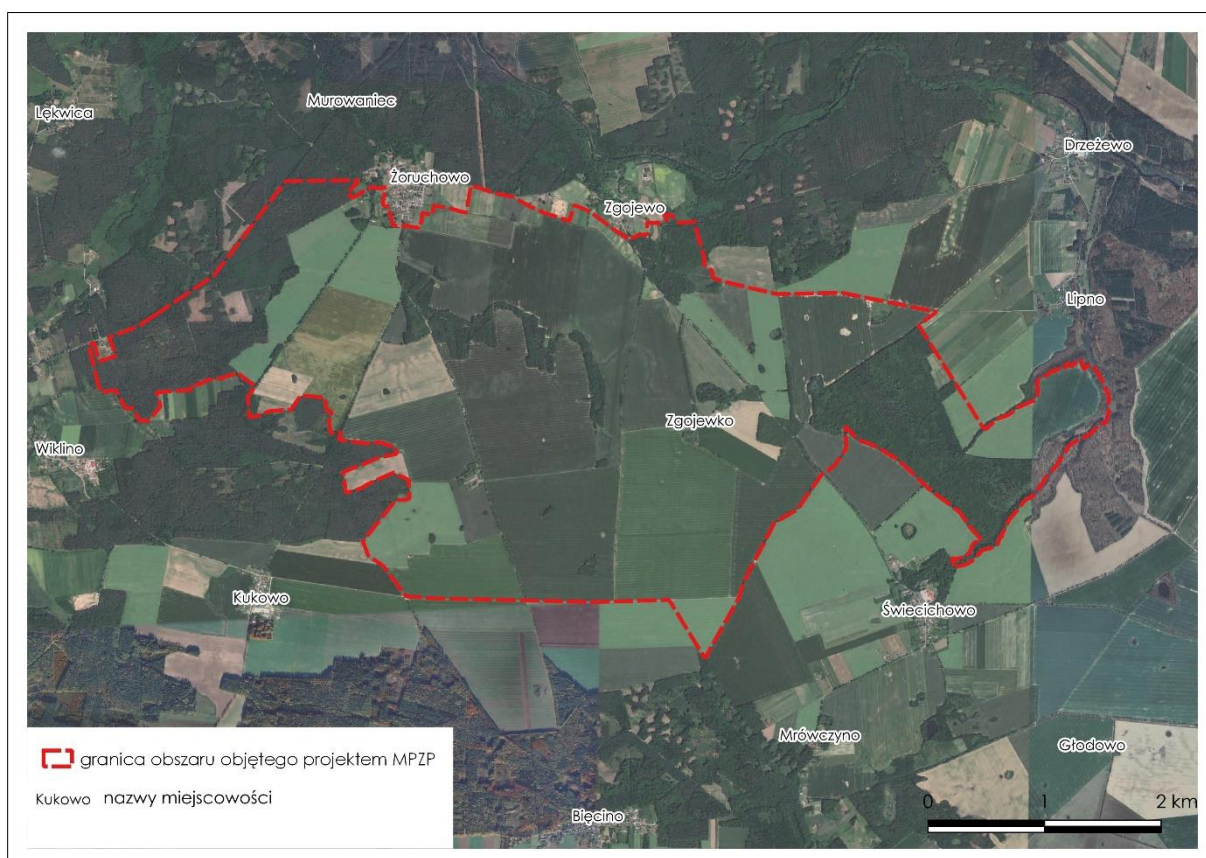 Lękwica
Murowaniec
Drzeżewo
Żoruchowo
Zgojewo
Lipno
Zgojewko
Wiklino
Kukowo
Święcichowo
Mrówczyno
Głodowo
granica obszaru objętego projektem MPZP
Kukowo nazwy miejscowości
Bięcino
0 1 2 km